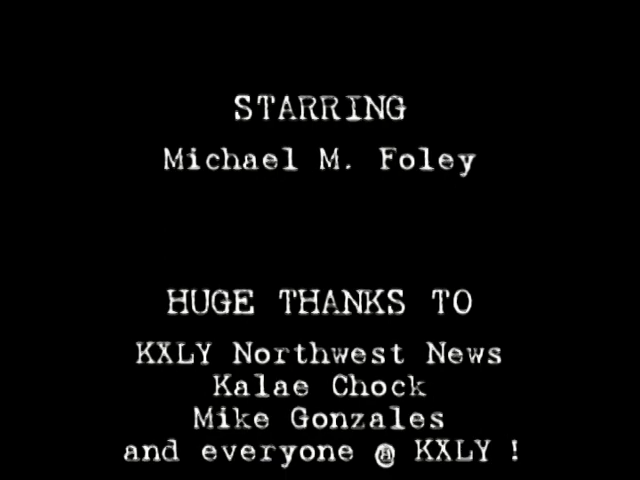 STARRING
Michael M. Foley
HUGE THANKS TO
KXLY Northwest News
Kalae Chock
Mike Gonzales
and everyone @ KXLY !